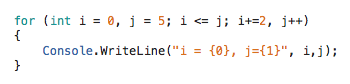 for (int i = 0, j = 5; i <= j; i+=2, j++)
{
    Console.WriteLine("i = {0}, j={1}", i,j);
}